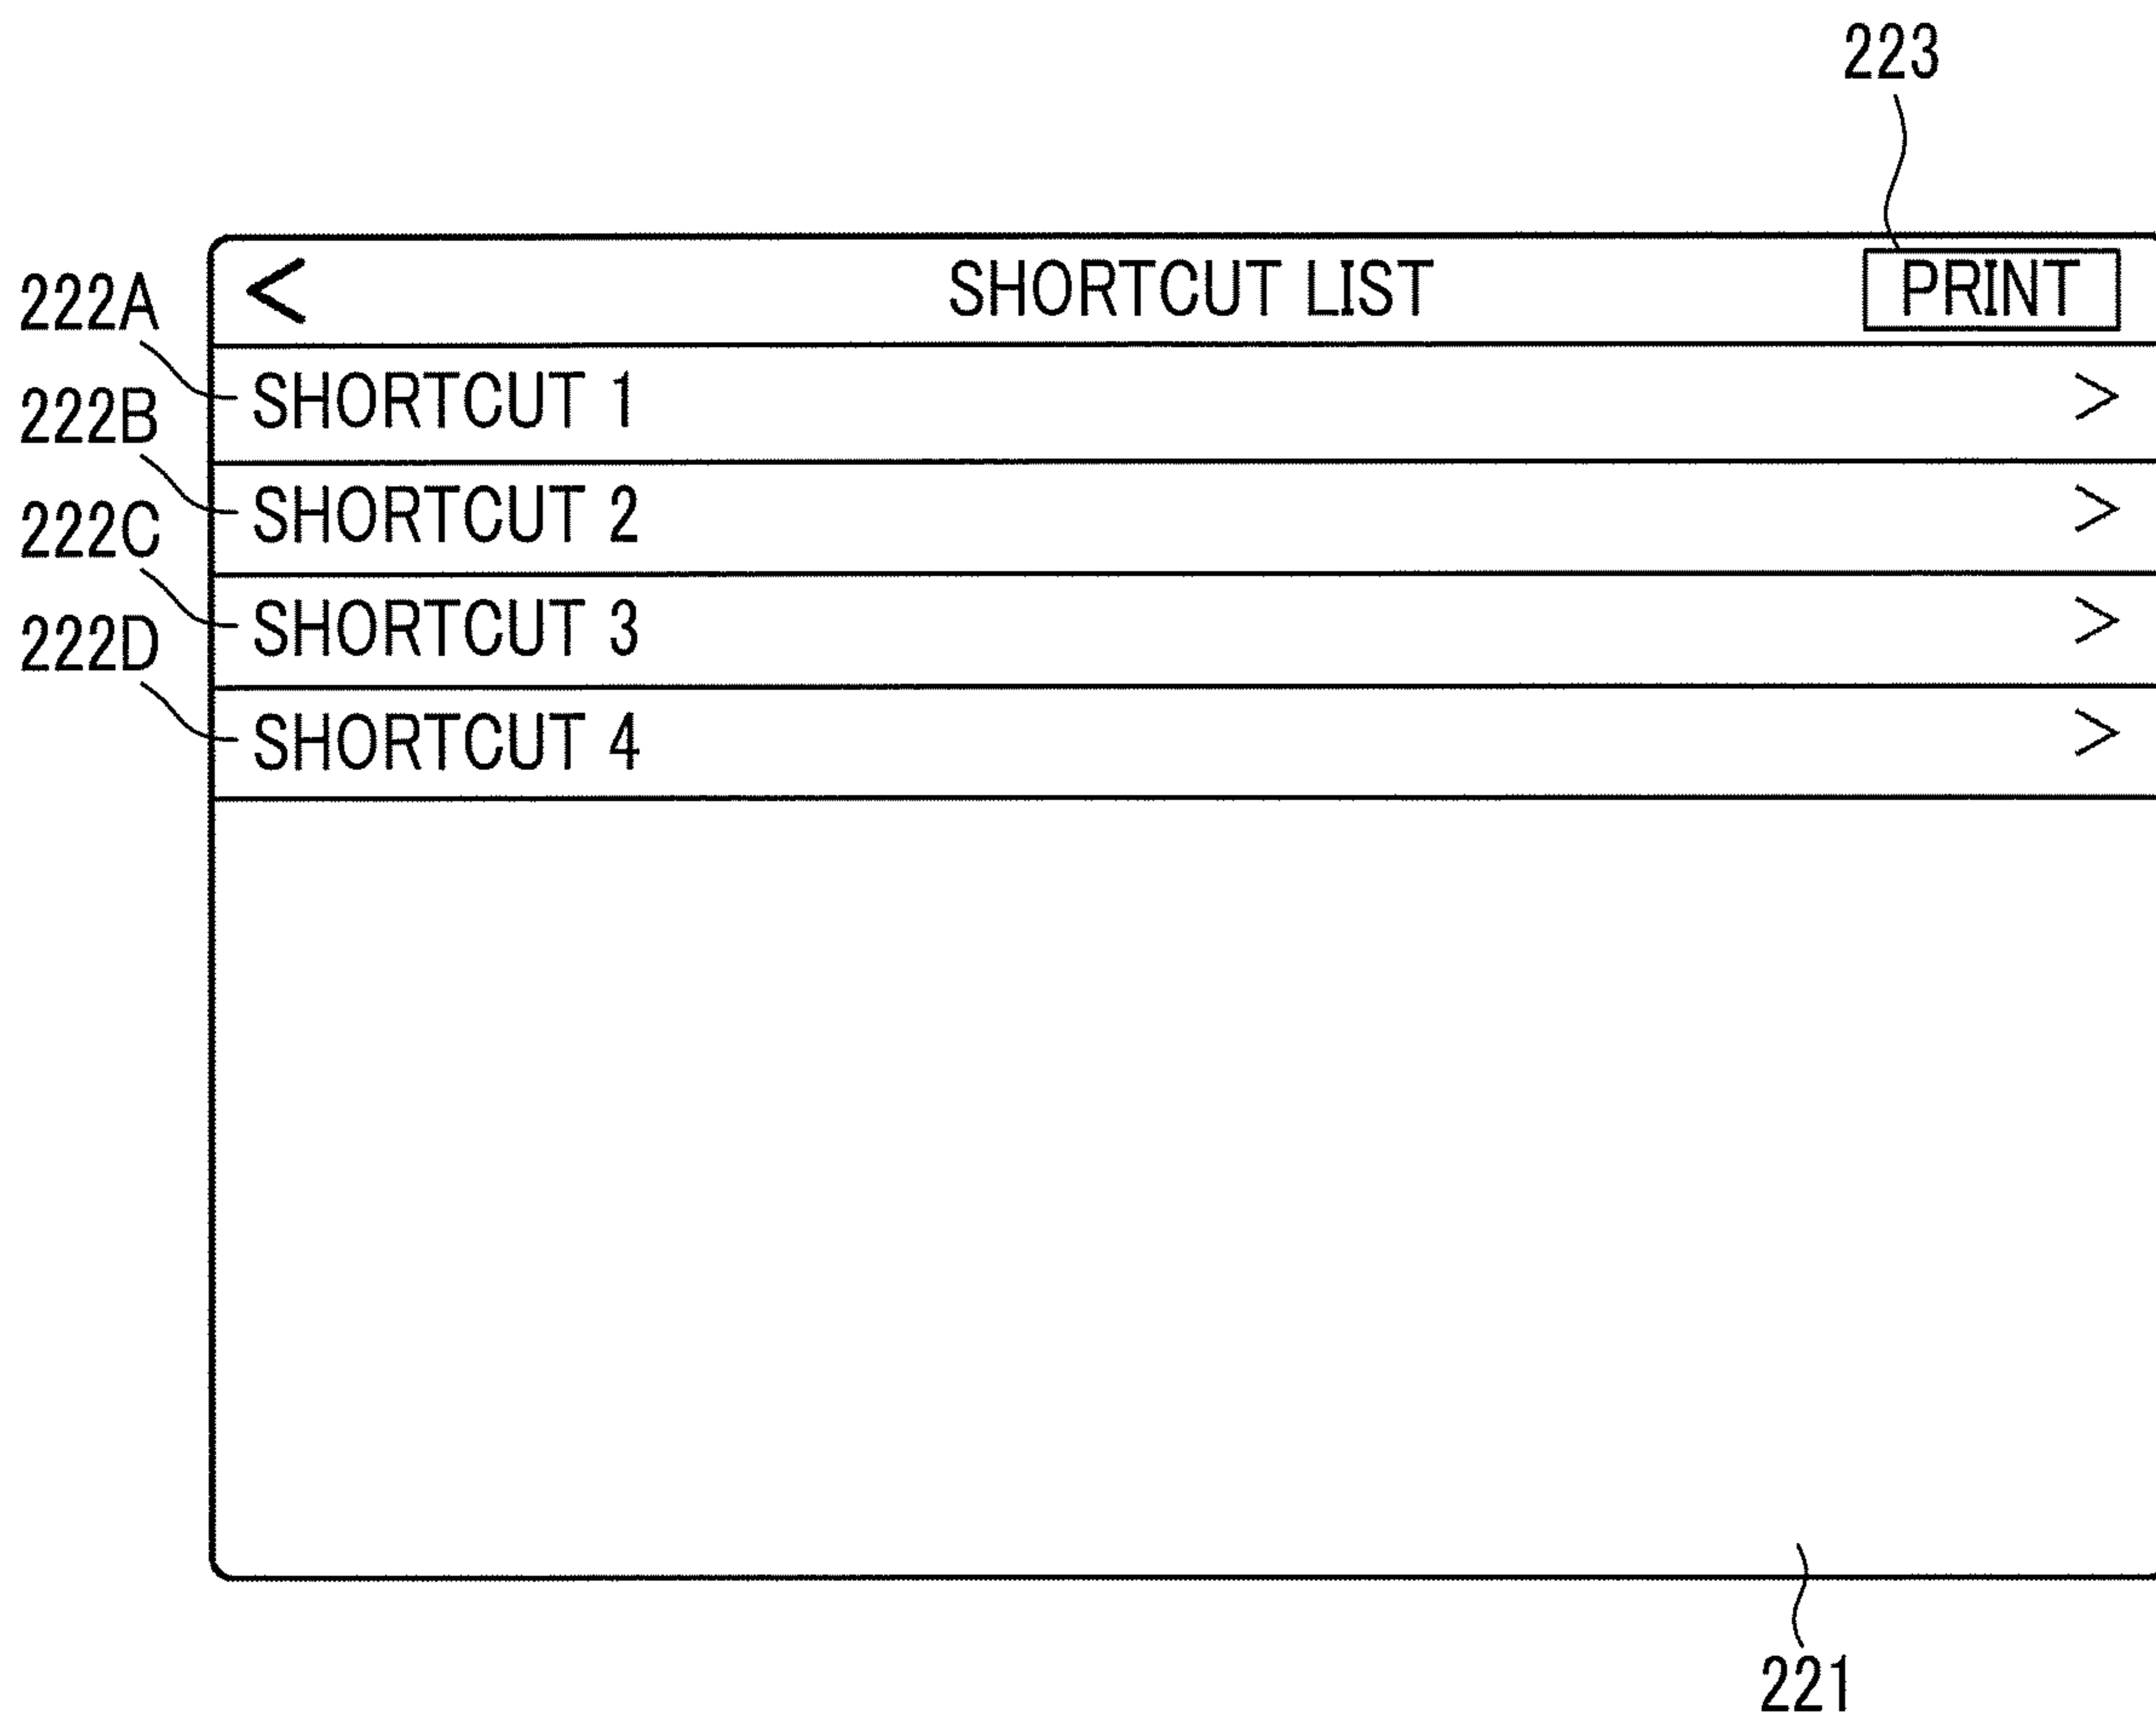 223
< SHORTCUT LIST PRINT
222A SHORTCUT 1 >
222B SHORTCUT 2 >
222C SHORTCUT 3 >
222D SHORTCUT 4 >
221